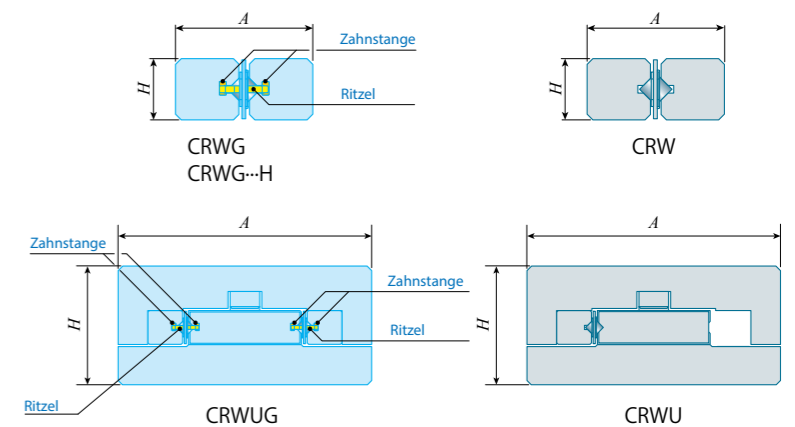 A
Zahnstange
H
Ritzel
CRWG
CRWG···H
A
H
CRW
A
Zahnstange
Zahnstange
H
Ritzel
Ritzel
CRWUG
A
H
CRWU